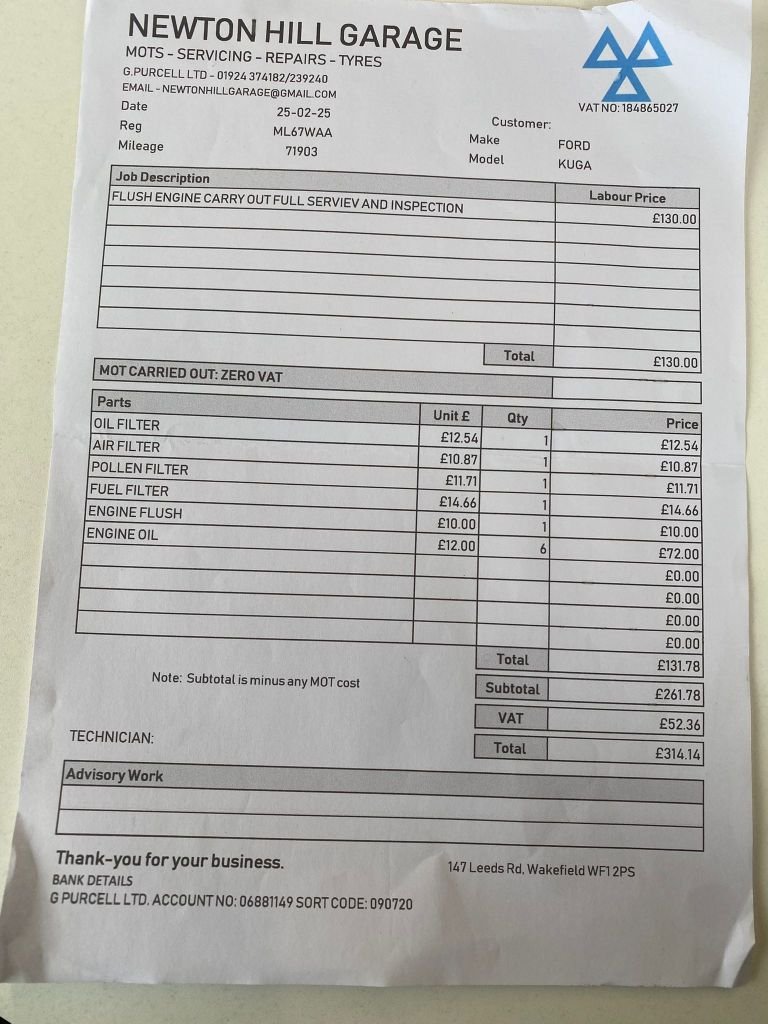 NEWTON HILL GARAGE
MOTS - SERVICING - REPAIRS - TYRES
G.PURCELL LTD - 01924 374182/239240
EMAIL - NEWTONHILLGARAGE@GMAIL.COM
VAT NO: 184865027
Date 25-02-25 Customer:
Reg ML67WAA Make FORD
Mileage 71903 Model KUGA
Job Description Labour Price
FLUSH ENGINE CARRY OUT FULL SERVIEV AND INSPECTION £130.00
Total £130.00
MOT CARRIED OUT: ZERO VAT
Parts Unit £ Qty Price
OIL FILTER £12.54 1 £12.54
AIR FILTER £10.87 1 £10.87
POLLEN FILTER £11.71 1 £11.71
FUEL FILTER £14.66 1 £14.66
ENGINE FLUSH £10.00 1 £10.00
ENGINE OIL £12.00 6 £72.00
£0.00
£0.00
£0.00
£0.00
Total £131.78
Note: Subtotal is minus any MOT cost
Subtotal £261.78
VAT £52.36
TECHNICIAN:
Total £314.14
Advisory Work
Thank-you for your business.
147 Leeds Rd, Wakefield WF1 2PS
BANK DETAILS
G PURCELL LTD. ACCOUNT NO: 06881149 SORT CODE: 090720